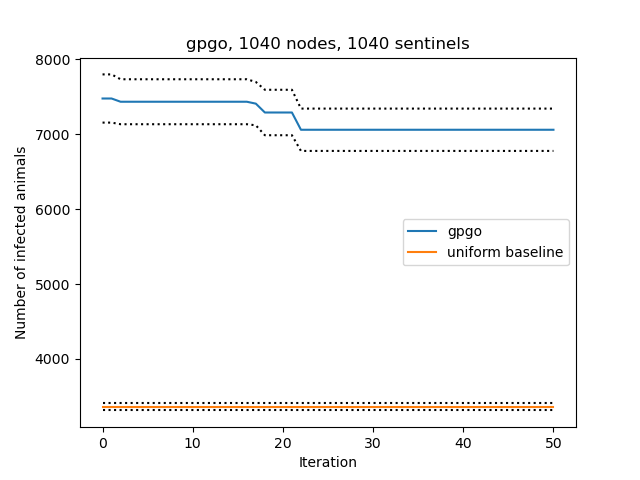 gpgo, 1040 nodes, 1040 sentinels
8000
7000
6000
5000
4000
Number of infected animals
gpgo
uniform baseline
0
10
20
30
40
50
Iteration